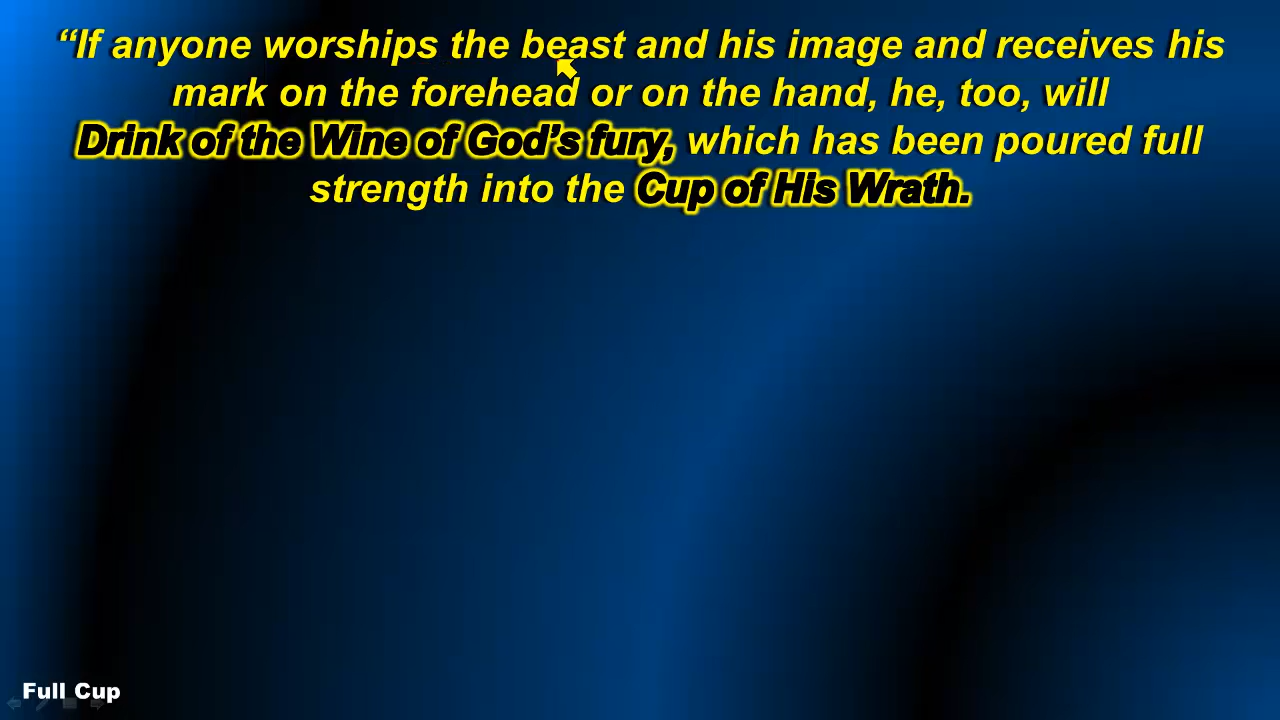 “If anyone worships the beast and his image and receives his
mark on the forehead or on the hand, he, too, will
Drink of the Wine of God’s fury, which has been poured full
strength into the Cup of His Wrath.
Full Cup